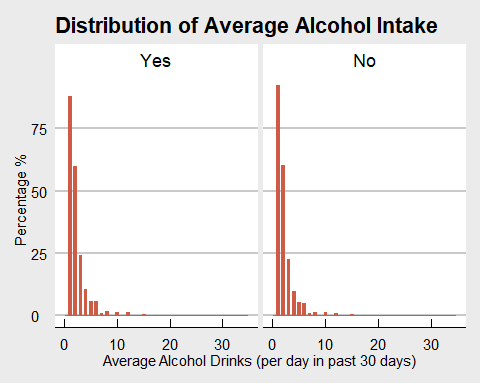 Distribution of Average Alcohol Intake
Yes
No
Percentage %
75
50
25
0
0 10 20 30
0 10 20 30
Average Alcohol Drinks (per day in past 30 days)